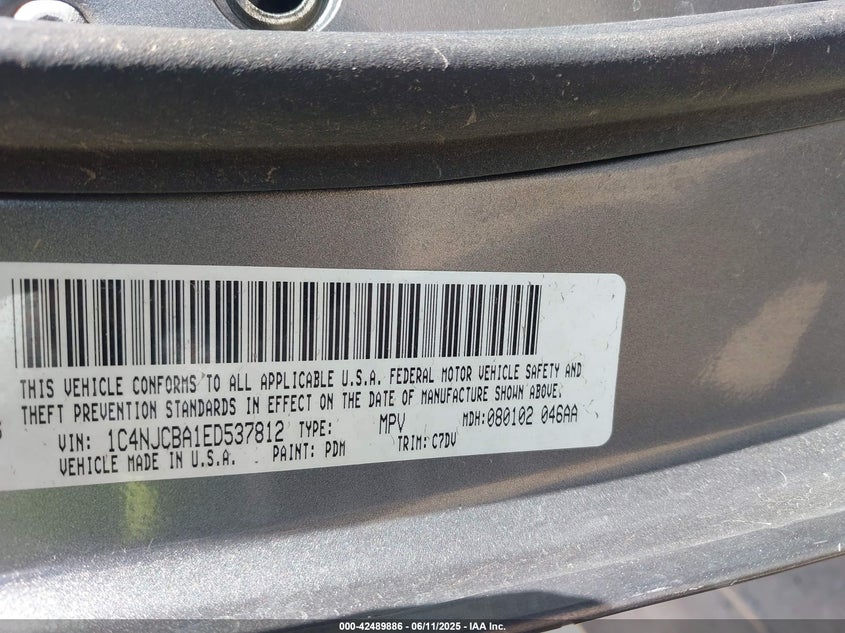 THIS VEHICLE CONFORMS TO ALL APPLICABLE U.S.A. FEDERAL MOTOR VEHICLE SAFETY AND
THEFT PREVENTION STANDARDS IN EFFECT ON THE DATE OF MANUFACTURE SHOWN ABOVE.
VIN: 1C4NJCBA1ED537812 TYPE: MPV MDH:080102 046AA
VEHICLE MADE IN U.S.A. PAINT: PDM TRIM: C7DV
000-42489886 - 06/11/2025 - IAA Inc.